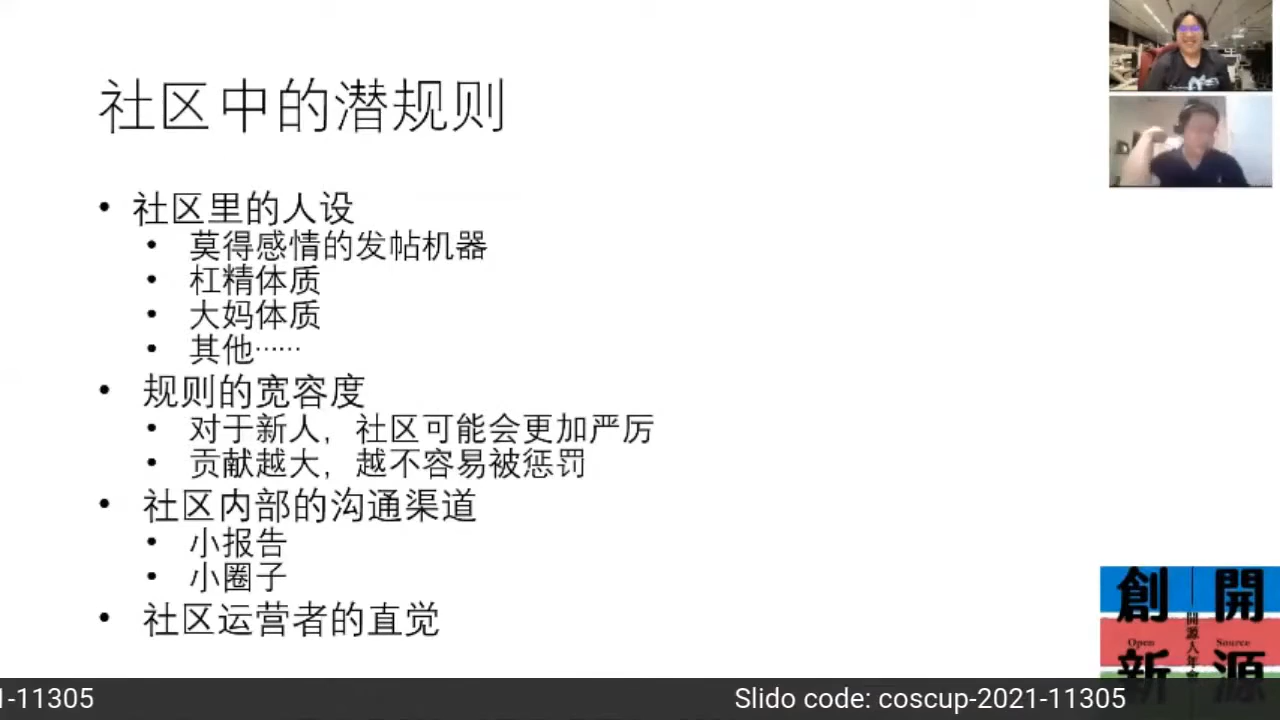 社区中的潜规则
• 社区里的人设
• 莫得感情的发帖机器
• 杠精体质
• 大妈体质
• 其他……
• 规则的宽容度
• 对于新人，社区可能会更加严厉
• 贡献越大，越不容易被惩罚
• 社区内部的沟通渠道
• 小报告
• 小圈子
• 社区运营者的直觉
創新
開源
開源人年
Open
Source
1-11305
Slido code: coscup-2021-11305